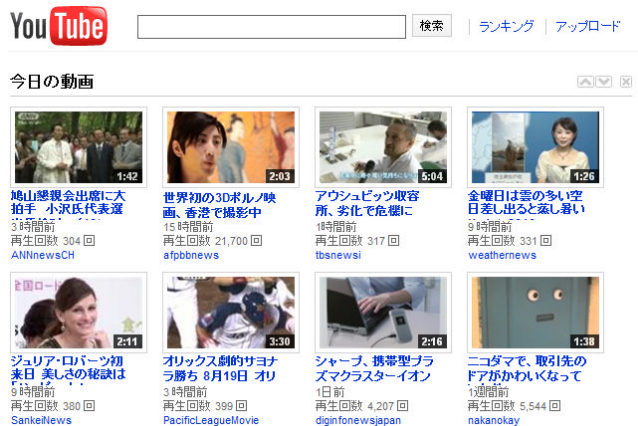 YouTube
検索
ランキング
アップロード
今日の動画
1:42
2:03
5:04
1:26
鳩山懇親会出席に大
拍手 小沢氏代表選
3時間前
再生回数 304 回
ANNnewsCH
世界初の3Dポルノ映
画、香港で撮影中
15時間前
再生回数 21,700 回
afpbbnews
アウシュビッツ収容
所、劣化で危機に
1時間前
再生回数 317 回
tbsnewsi
金曜日は雲の多い空
日差し出ると蒸し暑い
9時間前
再生回数 331 回
weathernews
全国ロード
2:11
3:30
2:16
1:38
ジュリア・ロバーツ初
来日 美しさの秘訣は
9時間前
再生回数 380 回
SankeiNews
オリックス劇的サヨナ
ラ勝ち 8月19日 オリ
3時間前
再生回数 399 回
PacificLeagueMovie
シャープ、携帯型プラ
ズマクラスターイオン
1日前
再生回数 4,207 回
diginfonewsjapan
ニコダマで、取引先の
ドアがかわいくなって
1週間前
再生回数 5,544 回
nakanokay